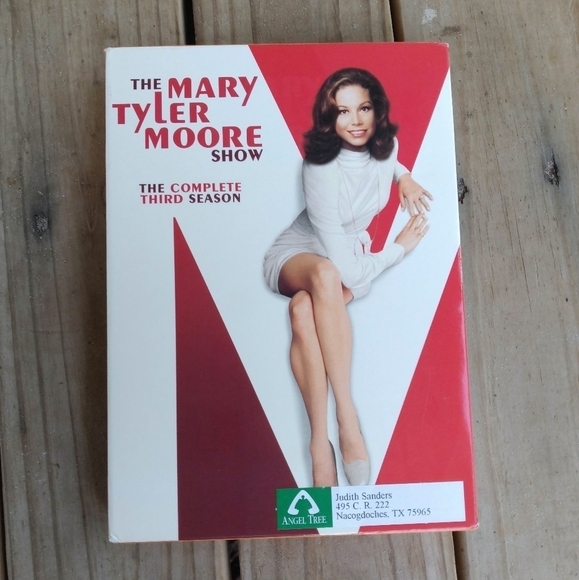 THE MARY
TYLER
MOORE
SHOW
THE COMPLETE
THIRD SEASON
ANGEL TREE
Judith Sanders
495 C. R. 222
Nacogdoches, TX 75965